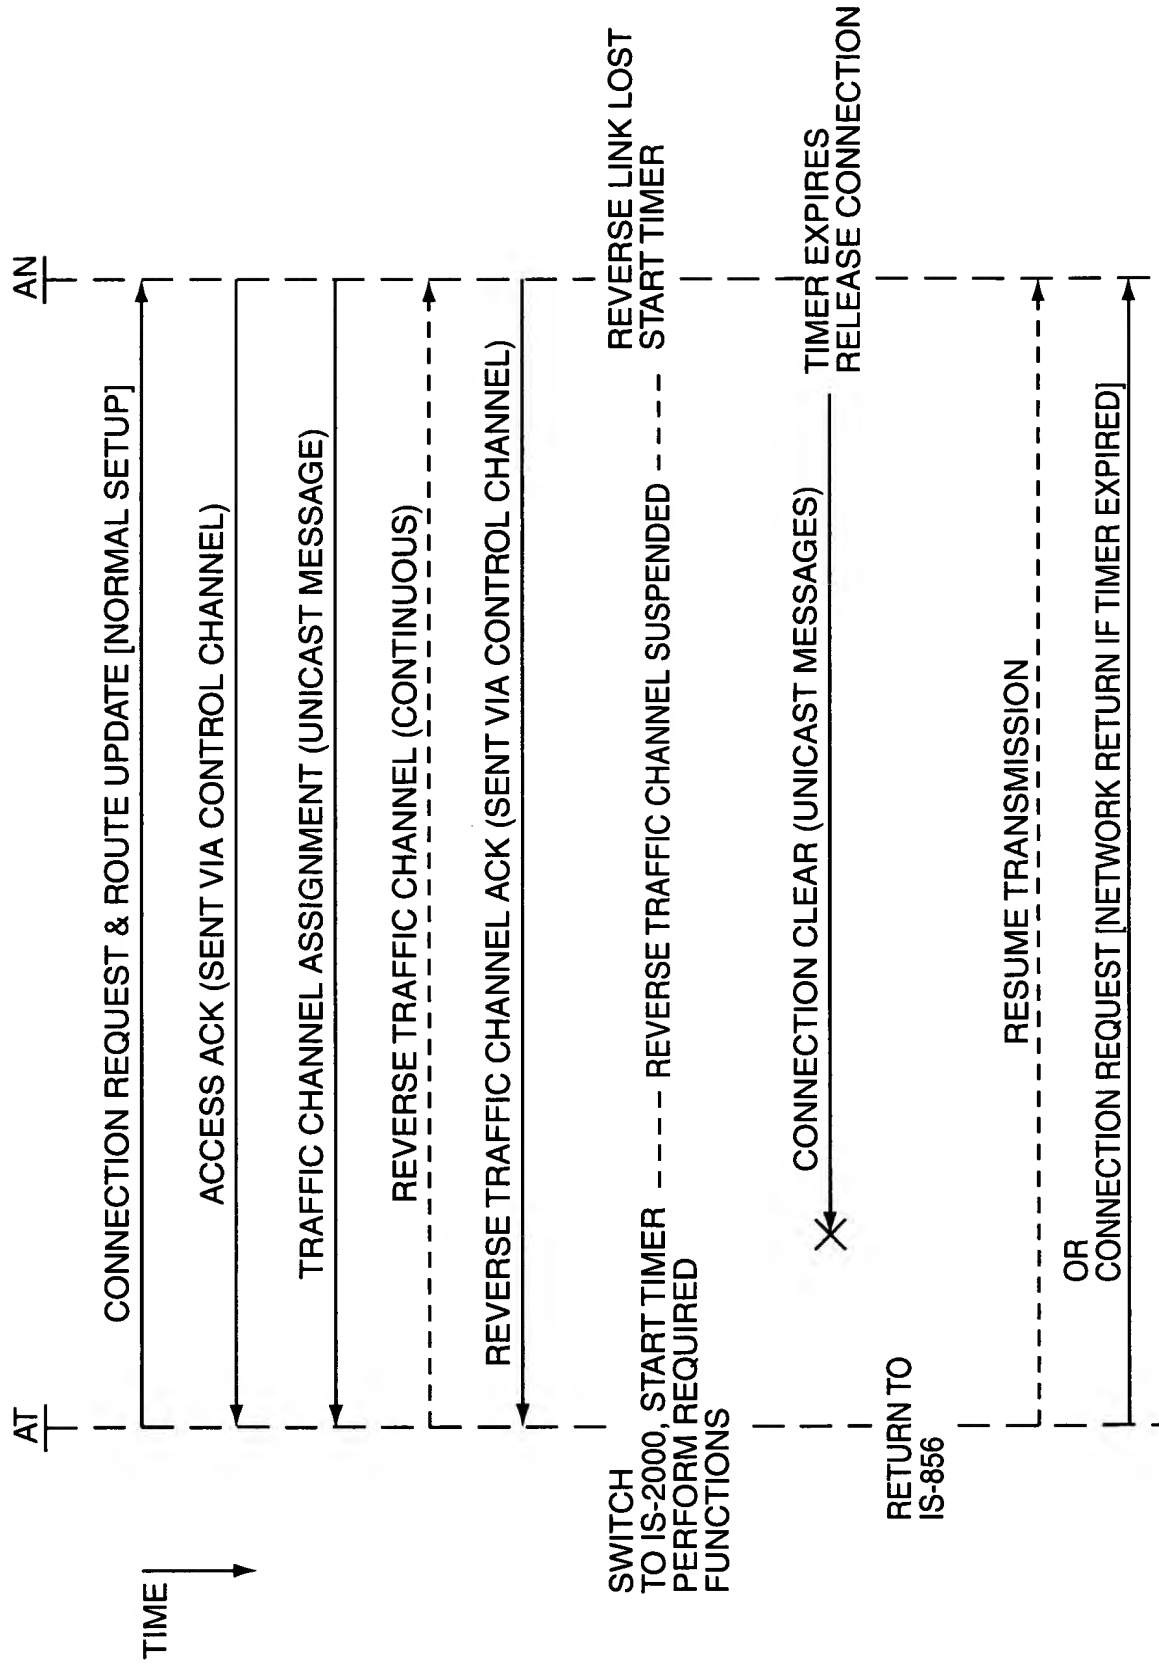 AT
AN
TIME
CONNECTION REQUEST & ROUTE UPDATE [NORMAL SETUP]
ACCESS ACK (SENT VIA CONTROL CHANNEL)
TRAFFIC CHANNEL ASSIGNMENT (UNICAST MESSAGE)
REVERSE TRAFFIC CHANNEL (CONTINUOUS)
REVERSE TRAFFIC CHANNEL ACK (SENT VIA CONTROL CHANNEL)
SWITCH
TO IS-2000, START TIMER
PERFORM REQUIRED
FUNCTIONS
REVERSE TRAFFIC CHANNEL SUSPENDED
REVERSE LINK LOST
START TIMER
CONNECTION CLEAR (UNICAST MESSAGES)
TIMER EXPIRES
RELEASE CONNECTION
RETURN TO
IS-856
RESUME TRANSMISSION
OR
CONNECTION REQUEST [NETWORK RETURN IF TIMER EXPIRED]